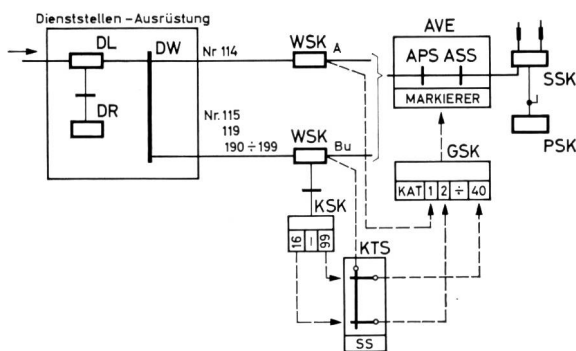 Dienststellen-Ausrüstung
DL
DW
DR
Nr 114
Nr. 115
119
190÷199
WSK
A
WSK
Bu
KSK
16 – 99
KTS
SS
AVE
APS ASS
MARKIERER
GSK
KAT 1 2 ÷ 40
SSK
PSK